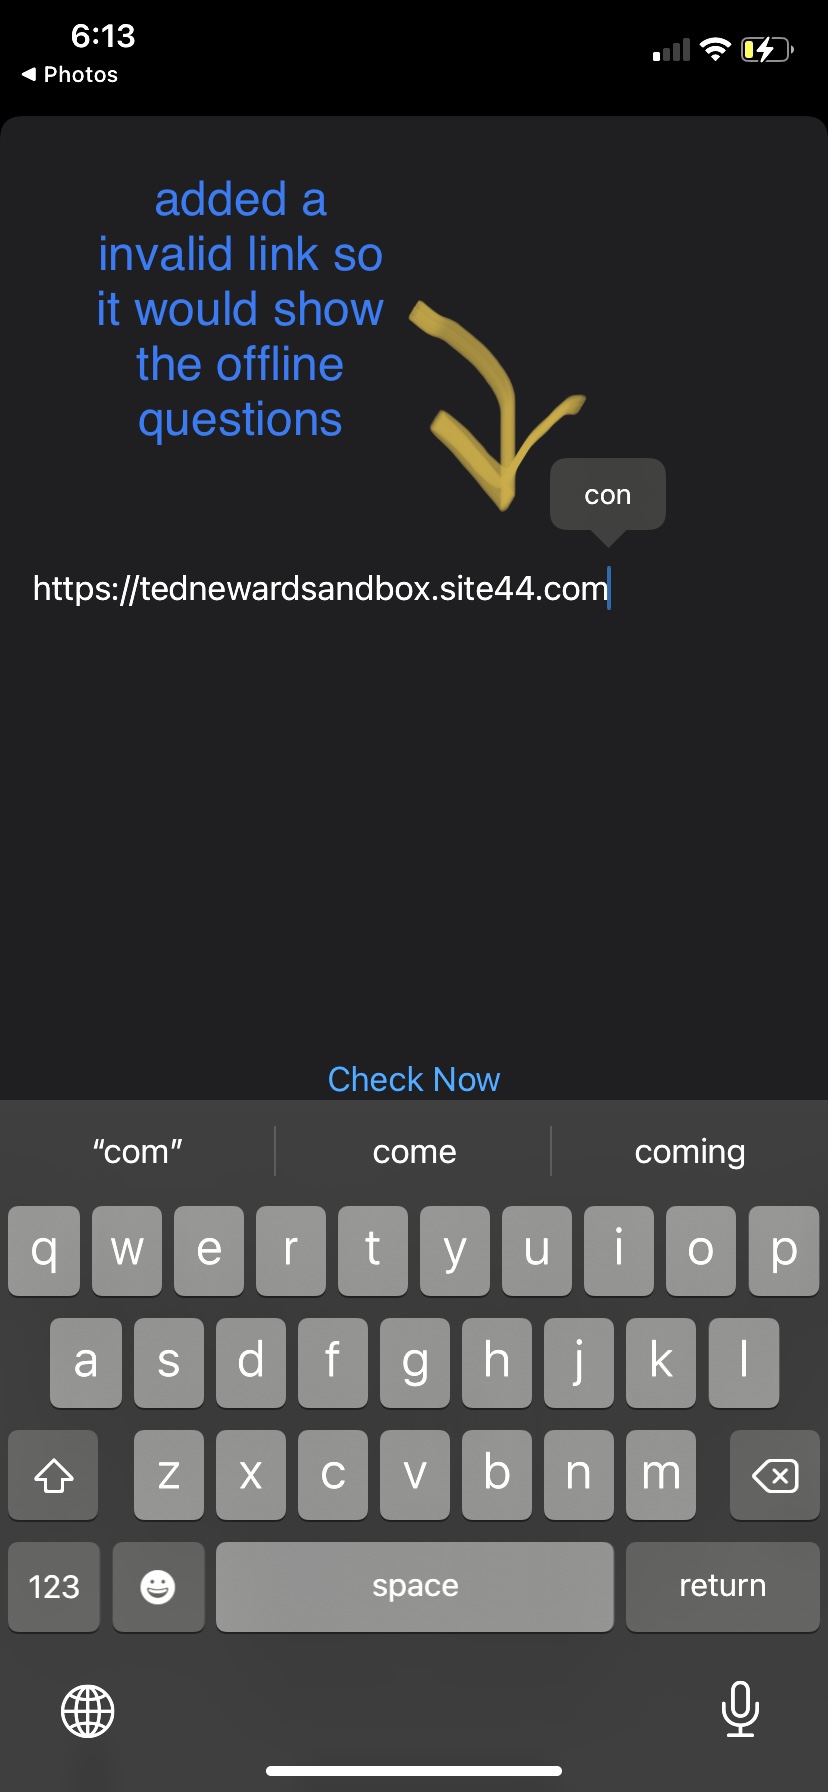 6:13
Photos
added a
invalid link so
it would show
the offline
questions
con
https://tednewardsandbox.site44.com
Check Now
“com”
come
coming
q w e r t y u i o p
a s d f g h j k l
z x c v b n m
123
space
return